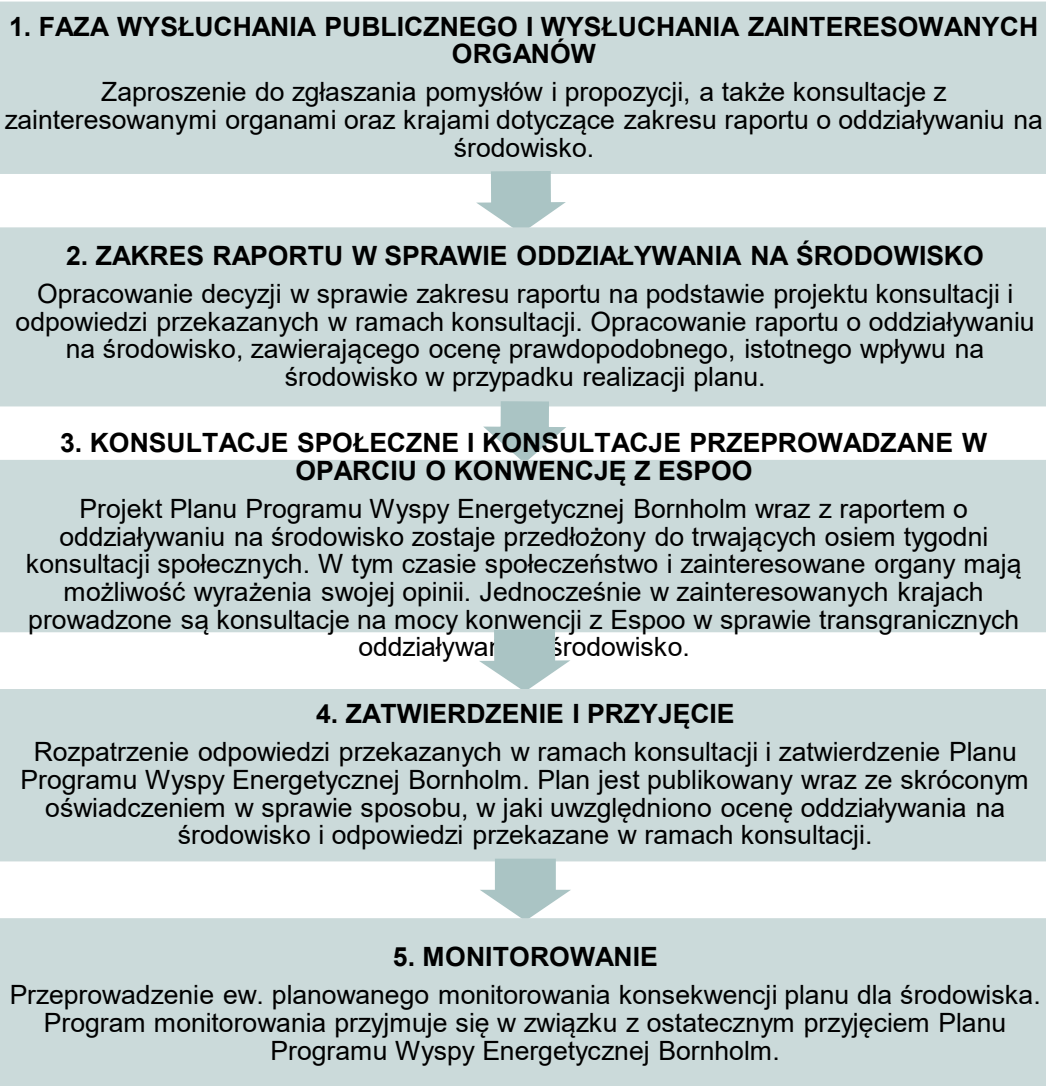 1. FAZA WYSŁUCHANIA PUBLICZNEGO I WYSŁUCHANIA ZAINTERESOWANYCH
ORGANÓW
Zaproszenie do zgłaszania pomysłów i propozycji, a także konsultacje z
zainteresowanymi organami oraz krajami dotyczące zakresu raportu o oddziaływaniu na
środowisko.
2. ZAKRES RAPORTU W SPRAWIE ODDZIAŁYWANIA NA ŚRODOWISKO
Opracowanie decyzji w sprawie zakresu raportu na podstawie projektu konsultacji i
odpowiedzi przekazanych w ramach konsultacji. Opracowanie raportu o oddziaływaniu
na środowisko, zawierającego ocenę prawdopodobnego, istotnego wpływu na
środowisko w przypadku realizacji planu.
3. KONSULTACJE SPOŁECZNE I KONSULTACJE PRZEPROWADZANE W
OPARCIU O KONWENCJĘ Z ESPOO
Projekt Planu Programu Wyspy Energetycznej Bornholm wraz z raportem o
oddziaływaniu na środowisko zostaje przedłożony do trwających osiem tygodni
konsultacji społecznych. W tym czasie społeczeństwo i zainteresowane organy mają
możliwość wyrażenia swojej opinii. Jednocześnie w zainteresowanych krajach
prowadzone są konsultacje na mocy konwencji z Espoo w sprawie transgranicznych
środowisko.
4. ZATWIERDZENIE I PRZYJĘCIE
Rozpatrzenie odpowiedzi przekazanych w ramach konsultacji i zatwierdzenie Planu
Programu Wyspy Energetycznej Bornholm. Plan jest publikowany wraz ze skróconym
oświadczeniem w sprawie sposobu, w jaki uwzględniono ocenę oddziaływania na
środowisko i odpowiedzi przekazane w ramach konsultacji.
5. MONITOROWANIE
Przeprowadzenie ew. planowanego monitorowania konsekwencji planu dla środowiska.
Program monitorowania przyjmuje się w związku z ostatecznym przyjęciem Planu
Programu Wyspy Energetycznej Bornholm.